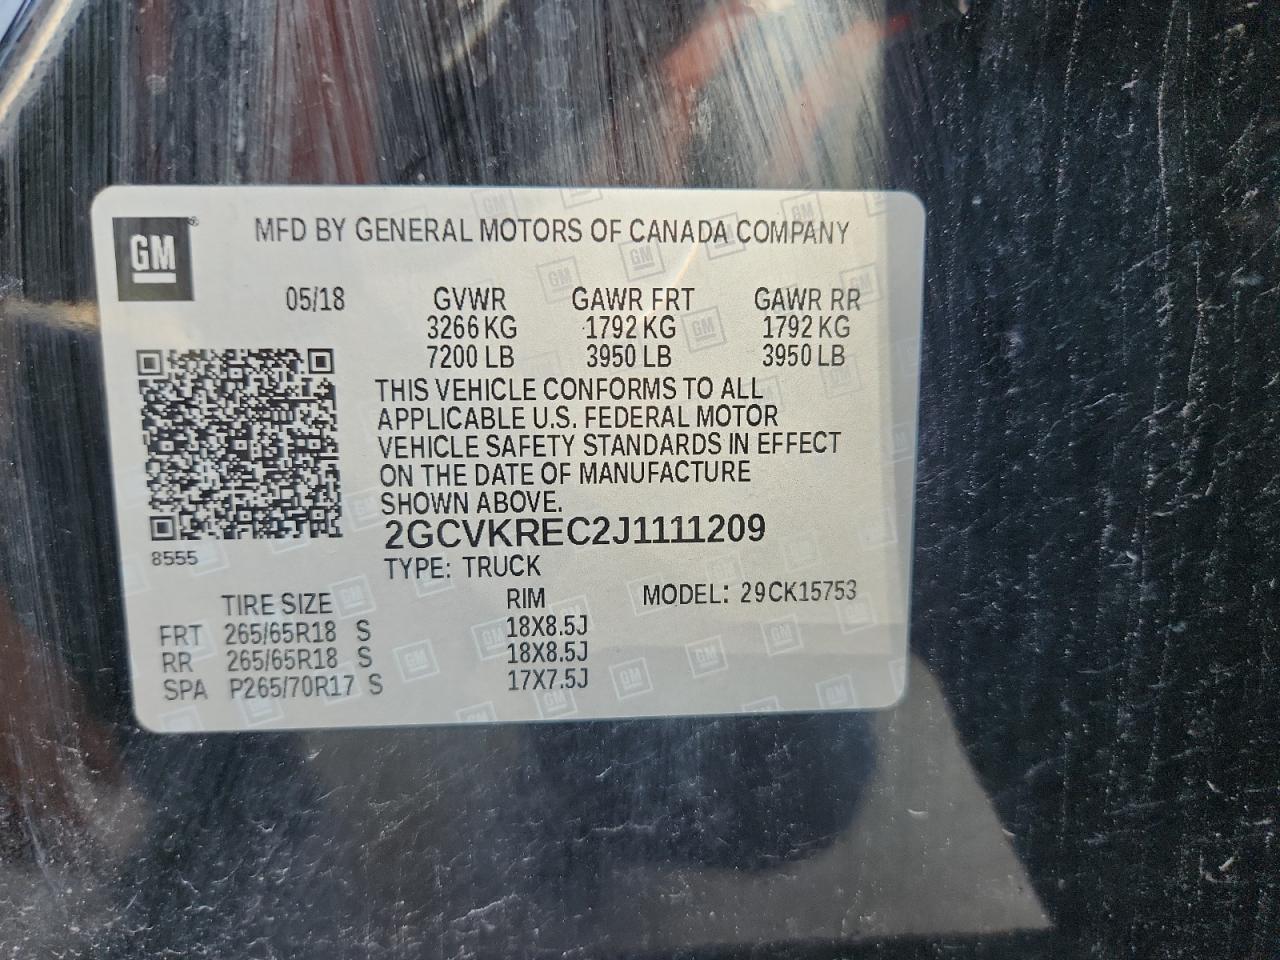 GM®
MFD BY GENERAL MOTORS OF CANADA COMPANY
05/18 GVWR GAWR FRT GAWR RR
3266 KG 1792 KG 1792 KG
7200 LB 3950 LB 3950 LB
THIS VEHICLE CONFORMS TO ALL
APPLICABLE U.S. FEDERAL MOTOR
VEHICLE SAFETY STANDARDS IN EFFECT
ON THE DATE OF MANUFACTURE
SHOWN ABOVE.
2GCVKREC2J1111209
8555
TYPE: TRUCK
TIRE SIZE RIM MODEL: 29CK15753
FRT 265/65R18 S 18X8.5J
RR 265/65R18 S 18X8.5J
SPA P265/70R17 S 17X7.5J